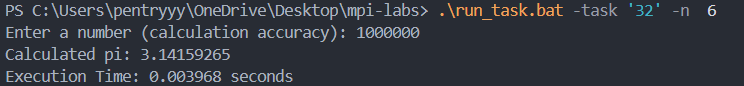 PS C:\Users\pentryyy\OneDrive\Desktop\mpi-labs> .\run_task.bat -task '32' -n  6
Enter a number (calculation accuracy): 1000000
Calculated pi: 3.14159265
Execution Time: 0.003968 seconds